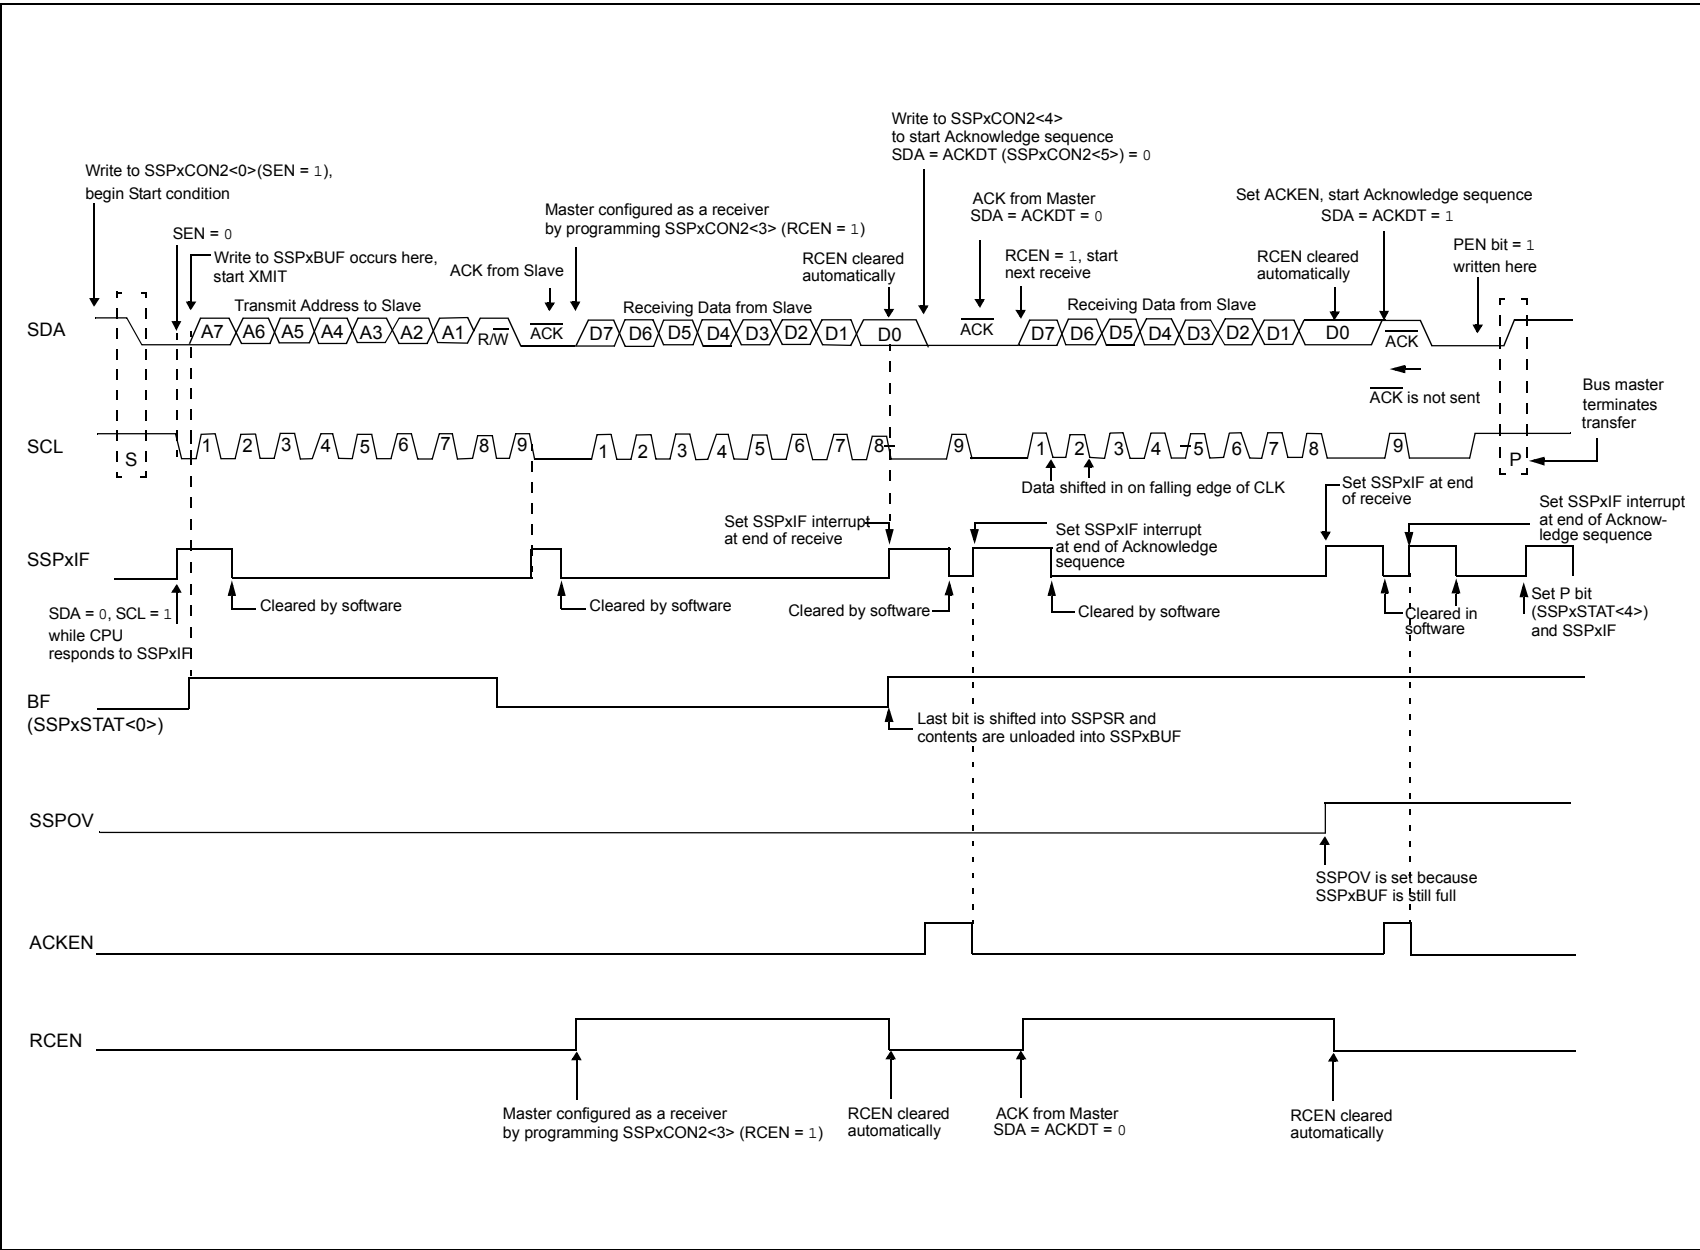 Write to SSPxCON2<4>
to start Acknowledge sequence
SDA = ACKDT (SSPxCON2<5>) = 0
Write to SSPxCON2<0>(SEN = 1),
begin Start condition
ACK from Master
SDA = ACKDT = 0
Set ACKEN, start Acknowledge sequence
SDA = ACKDT = 1
Master configured as a receiver
by programming SSPxCON2<3> (RCEN = 1)
SEN = 0
PEN bit = 1
written here
Write to SSPxBUF occurs here,
start XMIT
ACK from Slave
RCEN cleared
automatically
RCEN = 1, start
next receive
RCEN cleared
automatically
Transmit Address to Slave
Receiving Data from Slave
Receiving Data from Slave
SDA
A7 A6 A5 A4 A3 A2 A1 R/W ACK D7 D6 D5 D4 D3 D2 D1 D0 ACK D7 D6 D5 D4 D3 D2 D1 D0 ACK
ACK is not sent
Bus master
terminates
transfer
SCL
S 1 2 3 4 5 6 7 8 9 1 2 3 4 5 6 7 8 9 1 2 3 4 5 6 7 8 9 P
Data shifted in on falling edge of CLK
Set SSPxIF interrupt
at end of receive
Set SSPxIF interrupt
at end of Acknowledge
sequence
Set SSPxIF at end
of receive
Set SSPxIF interrupt
at end of Acknow-
ledge sequence
SSPxIF
SDA = 0, SCL = 1
while CPU
responds to SSPxIF
Cleared by software
Cleared by software
Cleared by software
Cleared by software
Cleared in
software
Set P bit
(SSPxSTAT<4>)
and SSPxIF
BF
(SSPxSTAT<0>)
Last bit is shifted into SSPSR and
contents are unloaded into SSPxBUF
SSPOV
SSPOV is set because
SSPxBUF is still full
ACKEN
RCEN
Master configured as a receiver
by programming SSPxCON2<3> (RCEN = 1)
RCEN cleared
automatically
ACK from Master
SDA = ACKDT = 0
RCEN cleared
automatically